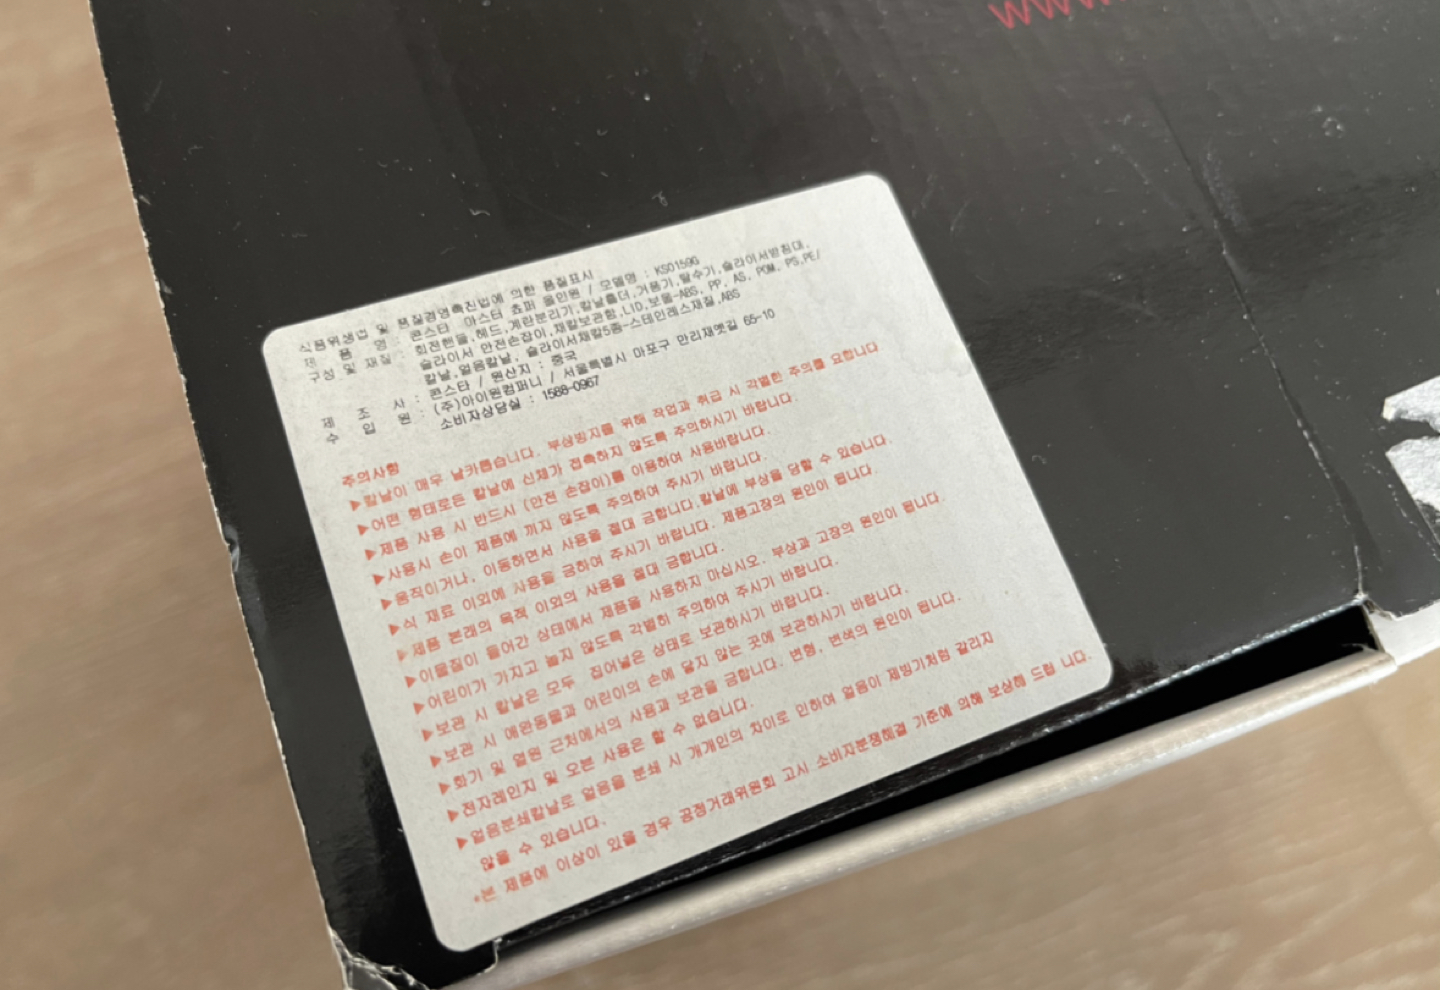 www.
식품위생법 및 품질경영촉진법에 의한 품질표시
제 품 명 : 콘스타 마스터 쵸퍼 올인원 / 모델명 : KS0159G
구성 및 재질 : 회전핸들,헤드,계란분리기,칼날홀더,거품기,탈수기,슬라이서받침대,
슬라이서 안전손잡이,채칼보관함,LID,보울-ABS, PP, AS, POM, PS,PE/
칼날,얼음칼날, 슬라이서채칼5종-스테인레스재질,ABS
제 조 사 : 콘스타 / 원산지 : 중국
수 입 원 : (주)아이원컴퍼니 / 서울특별시 마포구 만리재옛길 65-10
소비자상담실 : 1588-0967
주의사항
▶칼날이 매우 날카롭습니다. 부상방지를 위해 작업과 취급 시 각별한 주의를 요합니다
▶어떤 형태로든 칼날에 신체가 접촉하지 않도록 주의하시기 바랍니다.
▶제품 사용 시 반드시 (안전 손잡이)를 이용하여 사용바랍니다.
▶사용시 손이 제품에 끼지 않도록 주의하여 주시기 바랍니다.
▶움직이거나, 이동하면서 사용을 절대 금합니다.칼날에 부상을 당할 수 있습니다.
▶식 재료 이외에 사용을 금하여 주시기 바랍니다. 제품고장의 원인이 됩니다.
▶제품 본래의 목적 이외의 사용을 절대 금합니다.
▶이물질이 들어간 상태에서 제품을 사용하지 마십시오. 부상과 고장의 원인이 됩니다
▶어린이가 가지고 놀지 않도록 각별히 주의하여 주시기 바랍니다.
▶보관 시 칼날은 모두 집어넣은 상태로 보관하시기 바랍니다.
▶보관 시 애완동물과 어린이의 손에 닿지 않는 곳에 보관하시기 바랍니다.
▶화기 및 열원 근처에서의 사용과 보관을 금합니다. 변형, 변색의 원인이 됩니다.
▶전자레인지 및 오븐 사용은 할 수 없습니다.
▶얼음분쇄칼날로 얼음을 분쇄 시 개개인의 차이로 인하여 얼음이 제빙기처럼 갈리지
않을 수 있습니다.
*본 제품에 이상이 있을 경우 공정거래위원회 고시 소비자분쟁해결 기준에 의해 보상해 드립 니다.